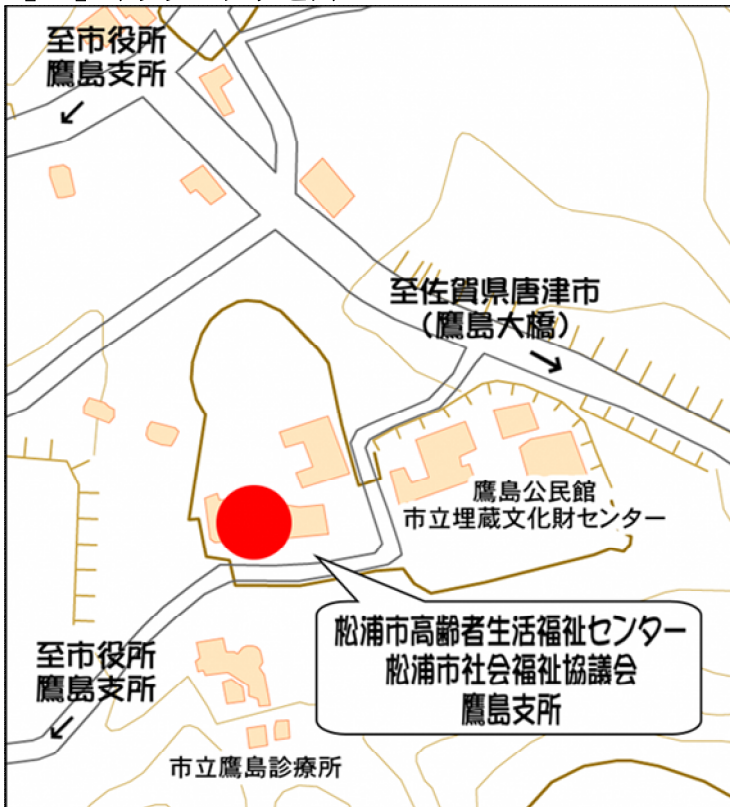 至市役所
鷹島支所
↙
至佐賀県唐津市
(鷹島大橋)
↘
鷹島公民館
市立埋蔵文化財センター
松浦市高齢者生活福祉センター
松浦市社会福祉協議会
鷹島支所
至市役所
鷹島支所
↙
市立鷹島診療所